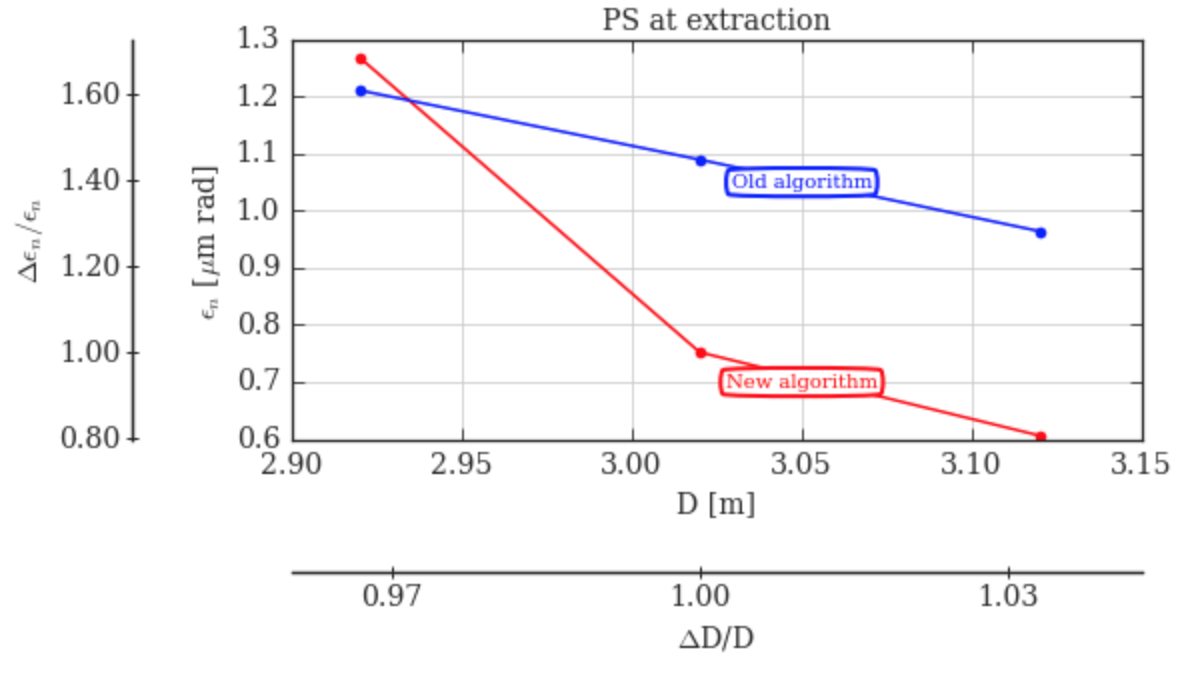 PS at extraction
1.3
1.2
1.1
1.0
0.9
0.8
0.7
0.6
1.60
1.40
1.20
1.00
0.80
Δϵn/ϵn
ϵn [μm rad]
Old algorithm
New algorithm
2.90 2.95 3.00 3.05 3.10 3.15
D [m]
0.97 1.00 1.03
ΔD/D